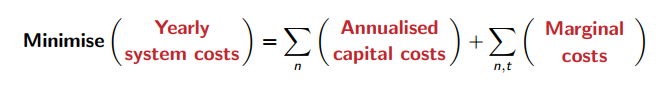 Minimise ( Yearly system costs ) = ∑ n ( Annualised capital costs ) + ∑ n,t ( Marginal costs )